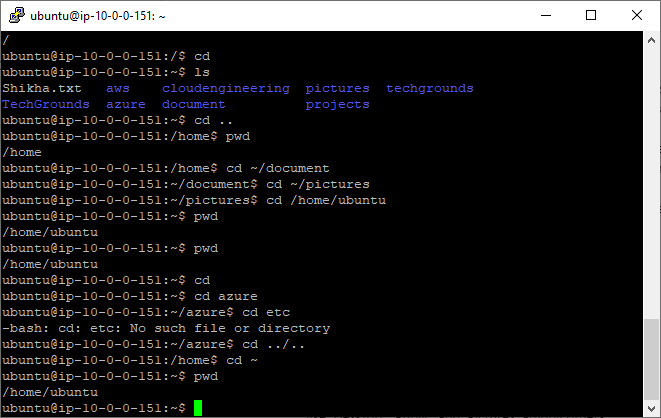 ubuntu@ip-10-0-0-151: ~
/
ubuntu@ip-10-0-0-151:/$ cd
ubuntu@ip-10-0-0-151:~$ ls
Shikha.txt   aws    cloudengineering  pictures  techgrounds
TechGrounds  azure  document          projects
ubuntu@ip-10-0-0-151:~$ cd ..
ubuntu@ip-10-0-0-151:/home$ pwd
/home
ubuntu@ip-10-0-0-151:/home$ cd ~/document
ubuntu@ip-10-0-0-151:~/document$ cd ~/pictures
ubuntu@ip-10-0-0-151:~/pictures$ cd /home/ubuntu
ubuntu@ip-10-0-0-151:~$ pwd
/home/ubuntu
ubuntu@ip-10-0-0-151:~$ pwd
/home/ubuntu
ubuntu@ip-10-0-0-151:~$ cd
ubuntu@ip-10-0-0-151:~$ cd azure
ubuntu@ip-10-0-0-151:~/azure$ cd etc
-bash: cd: etc: No such file or directory
ubuntu@ip-10-0-0-151:~/azure$ cd ../..
ubuntu@ip-10-0-0-151:/home$ cd ~
ubuntu@ip-10-0-0-151:~$ pwd
/home/ubuntu
ubuntu@ip-10-0-0-151:~$